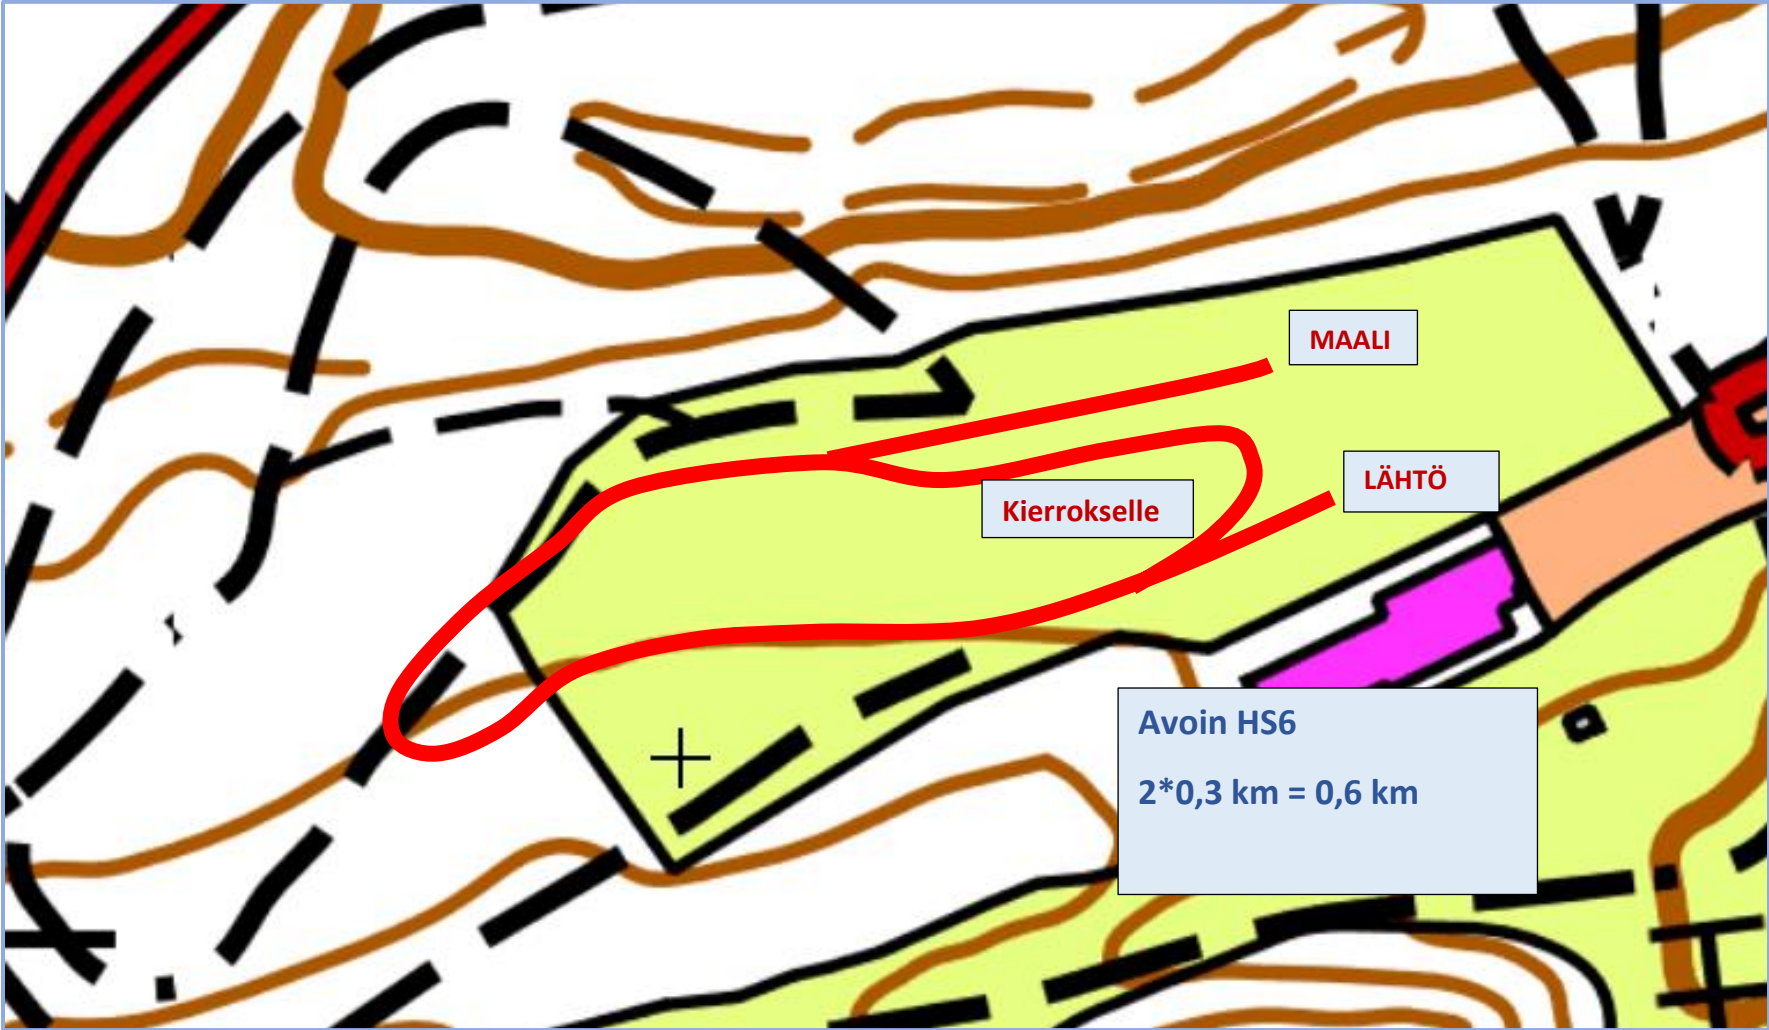 MAALI
LÄHTÖ
Kierrokselle
Avoin HS6
2*0,3 km = 0,6 km